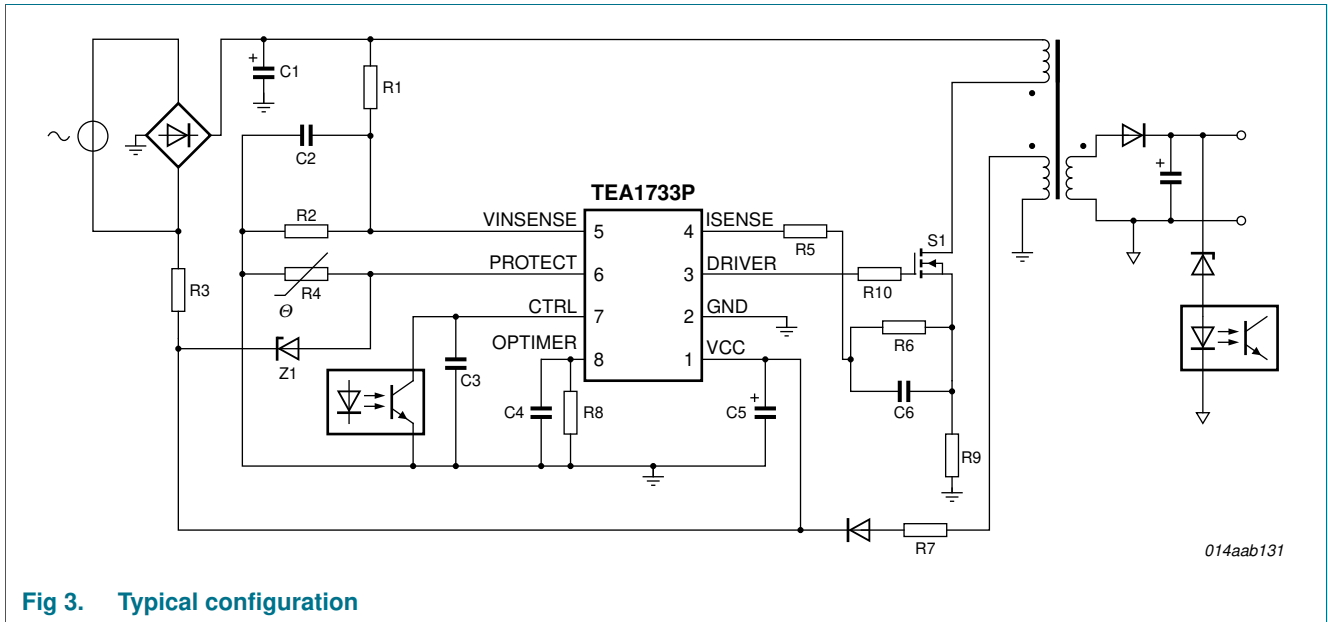 C1
R1
C2
TEA1733P
R2
VINSENSE
5
4
ISENSE
R5
S1
PROTECT
6
3
DRIVER
R10
R3
R4
Θ
CTRL
7
2
GND
R6
OPTIMER
8
1
VCC
Z1
C3
C4
R8
C5
C6
R9
R7
014aab131
Fig 3. Typical configuration